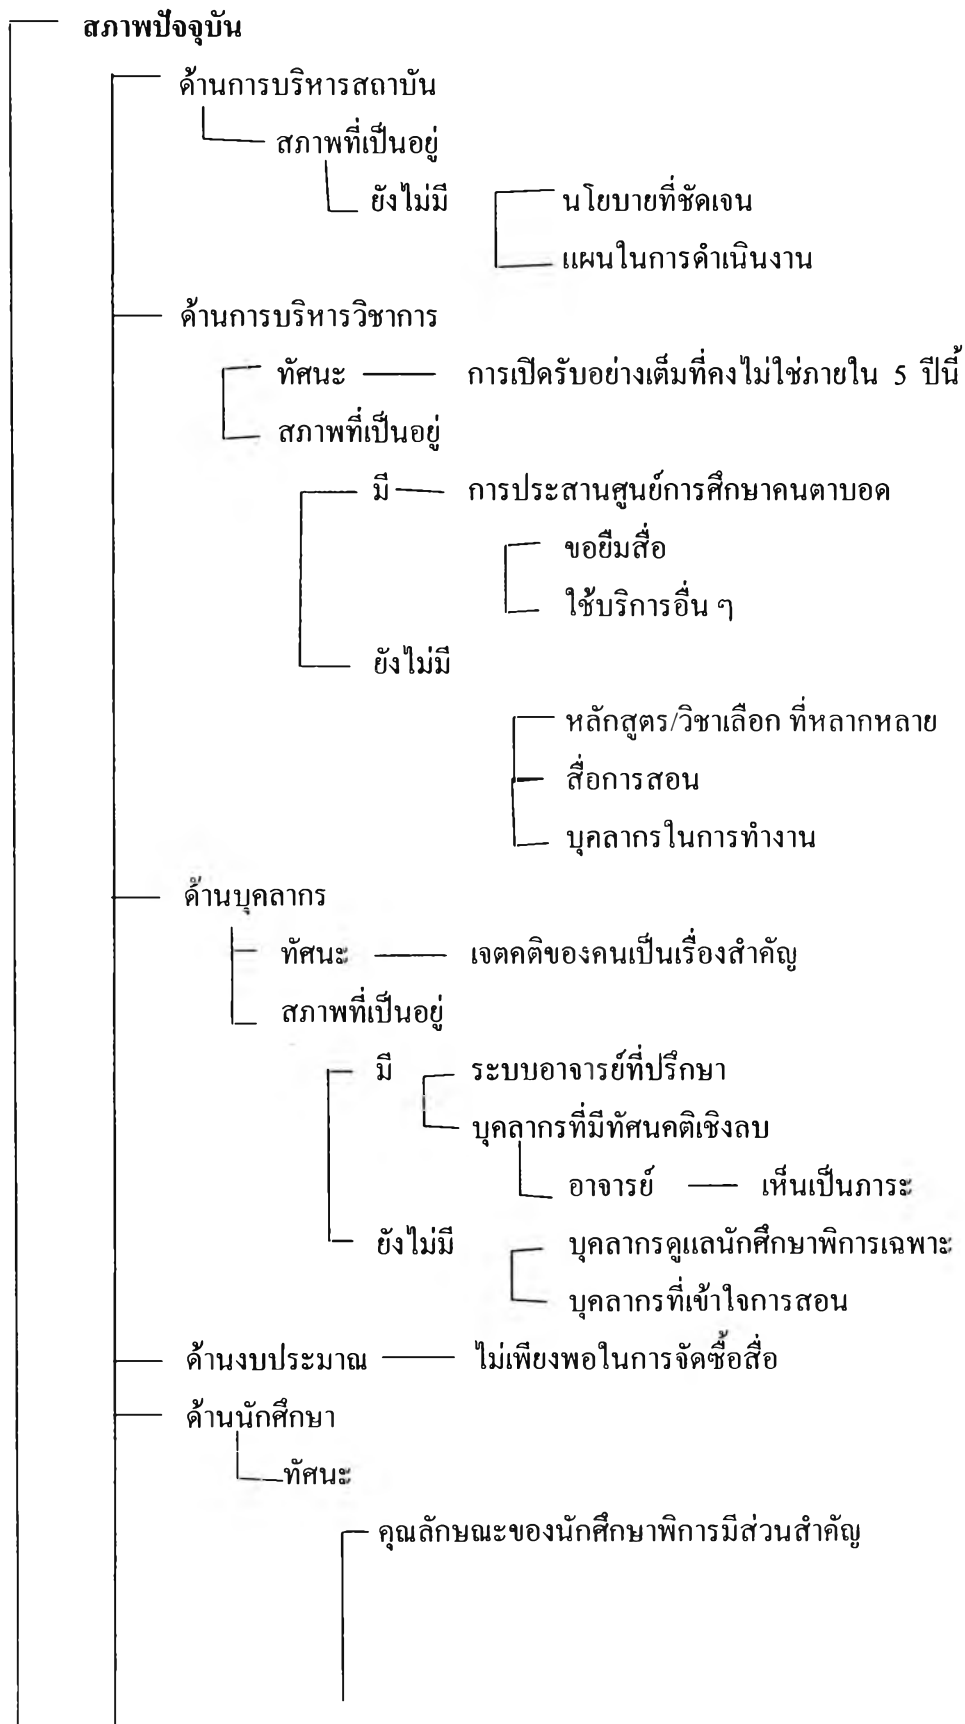 สภาพปัจจุบัน
ด้านการบริหารสถาบัน
สภาพที่เป็นอยู่
ยังไม่มี นโยบายที่ชัดเจน
แผนในการดำเนินงาน
ด้านการบริหารวิชาการ
ทัศนะ การเปิดรับอย่างเต็มที่คงไม่ใช่ภายใน 5 ปีนี้
สภาพที่เป็นอยู่
มี การประสานศูนย์การศึกษาคนตาบอด
ขอยืมสื่อ
ใช้บริการอื่น ๆ
ยังไม่มี
หลักสูตร/วิชาเลือก ที่หลากหลาย
สื่อการสอน
บุคลากรในการทำงาน
ด้านบุคลากร
ทัศนะ เจตคติของคนเป็นเรื่องสำคัญ
สภาพที่เป็นอยู่
มี ระบบอาจารย์ที่ปรึกษา
บุคลากรที่มีทัศนคติเชิงลบ
อาจารย์ เห็นเป็นภาระ
ยังไม่มี บุคลากรดูแลนักศึกษาพิการเฉพาะ
บุคลากรที่เข้าใจการสอน
ด้านงบประมาณ ไม่เพียงพอในการจัดซื้อสื่อ
ด้านนักศึกษา
ทัศนะ
คุณลักษณะของนักศึกษาพิการมีส่วนสำคัญ